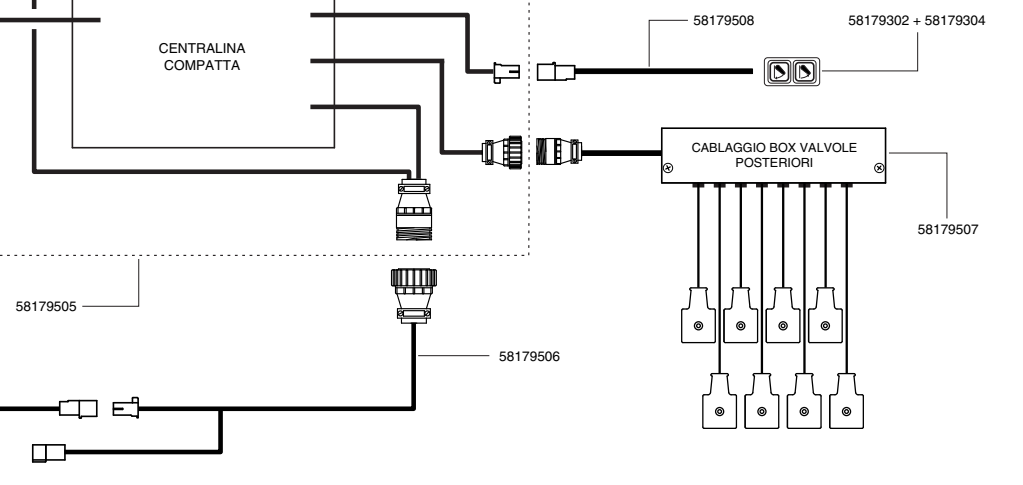 58179508
58179302 + 58179304
CENTRALINA
COMPATTA
CABLAGGIO BOX VALVOLE
POSTERIORI
58179507
58179505
58179506